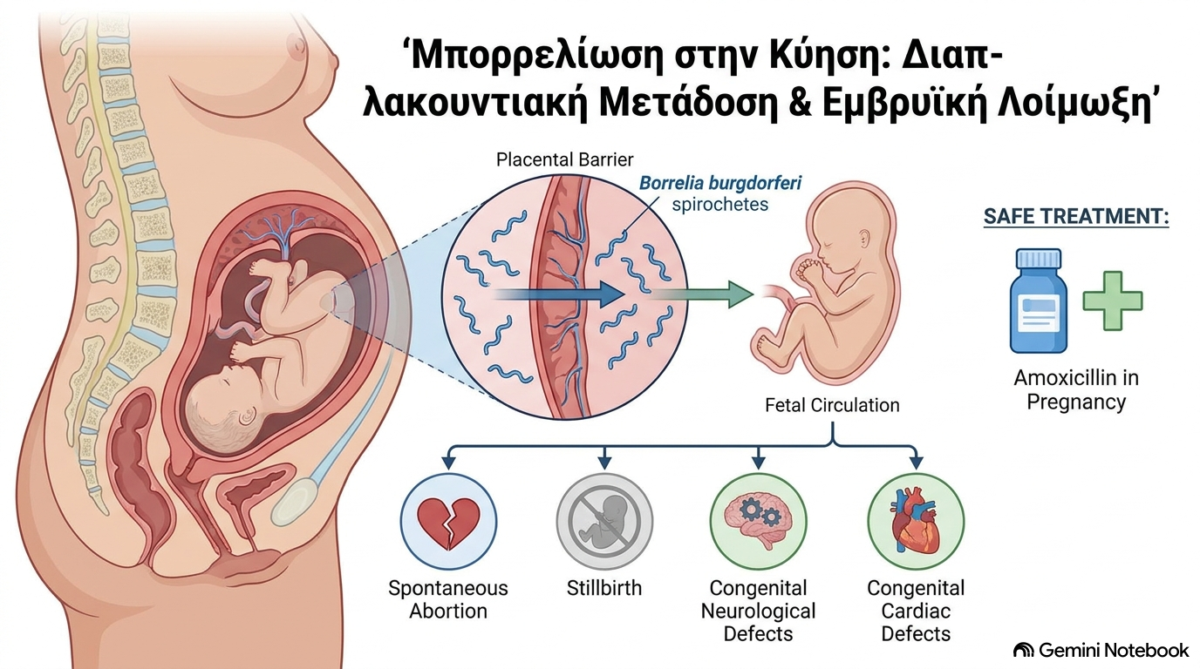 ‘Μπορρελίωση στην Κύηση: Διαπ-
λακουντιακή Μετάδοση & Εμβρυϊκή Λοίμωξη’
Placental Barrier
Borrelia burgdorferi
spirochetes
SAFE TREATMENT:
Amoxicillin in
Pregnancy
Fetal Circulation
Spontaneous
Abortion
Stillbirth
Congenital
Neurological
Defects
Congenital
Cardiac
Defects
Gemini Notebook